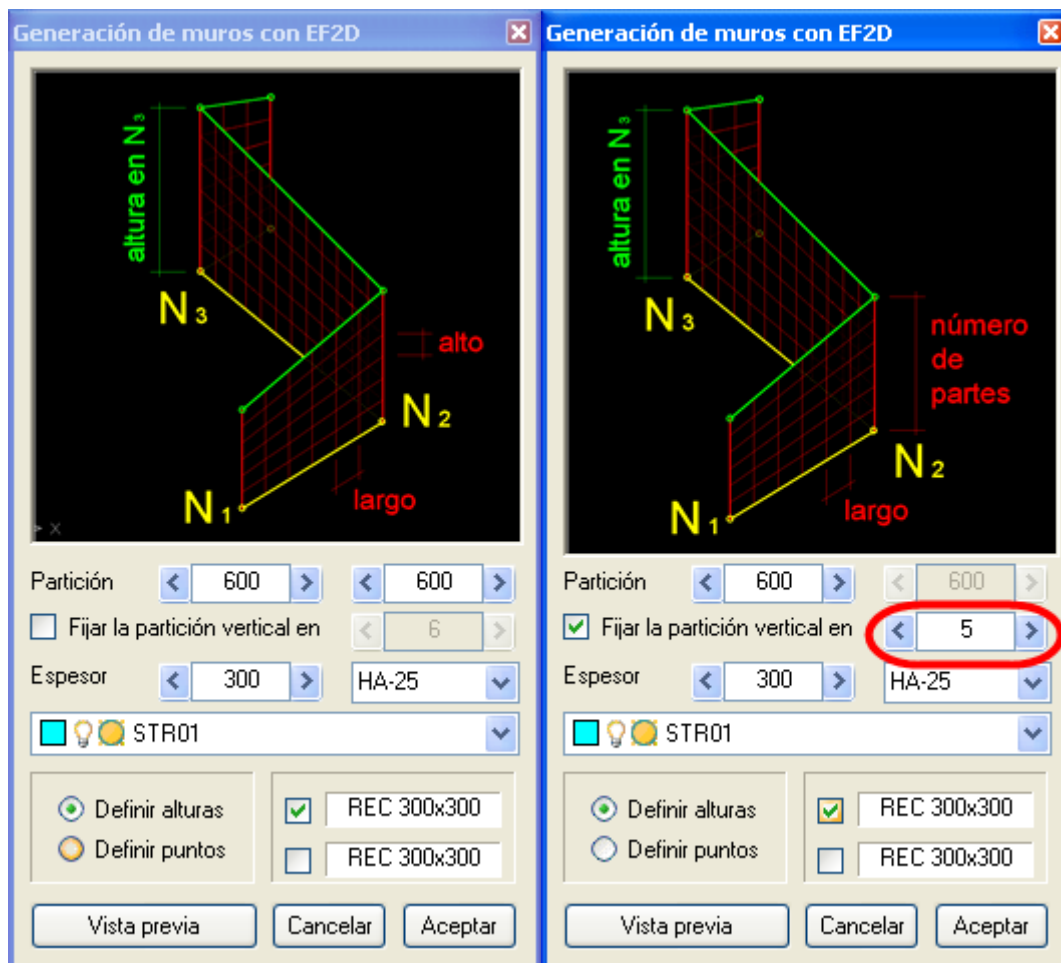 Generación de muros con EF2D
altura en N3
N3
alto
N2
N1
largo
X
Partición 600 600
Fijar la partición vertical en 6
Espesor 300 HA-25
STR01
Definir alturas REC 300x300
Definir puntos REC 300x300
Vista previa Cancelar Aceptar
Generación de muros con EF2D
altura en N3
N3
número
de
partes
N2
N1
largo
Partición 600 600
Fijar la partición vertical en 5
Espesor 300 HA-25
STR01
Definir alturas REC 300x300
Definir puntos REC 300x300
Vista previa Cancelar Aceptar